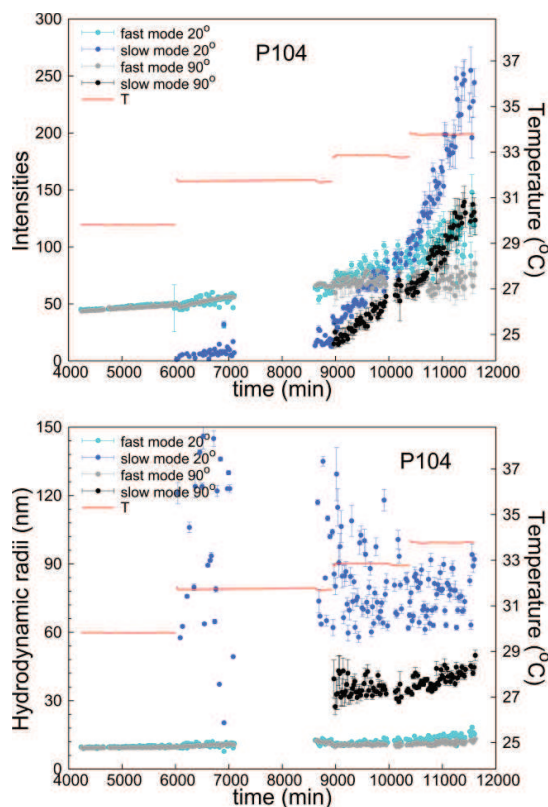 300
250
200
150
100
50
0
Intensities
fast mode 20°
slow mode 20°
fast mode 90°
slow mode 90°
T
P104
37
35
33
31
29
27
25
Temperature (°C)
4000 5000 6000 7000 8000 9000 10000 11000 12000
time (min)
150
120
90
60
30
0
Hydrodynamic radii (nm)
fast mode 20°
slow mode 20°
fast mode 90°
slow mode 90°
T
P104
37
35
33
31
29
27
25
Temperature (°C)
4000 5000 6000 7000 8000 9000 10000 11000 12000
time (min)